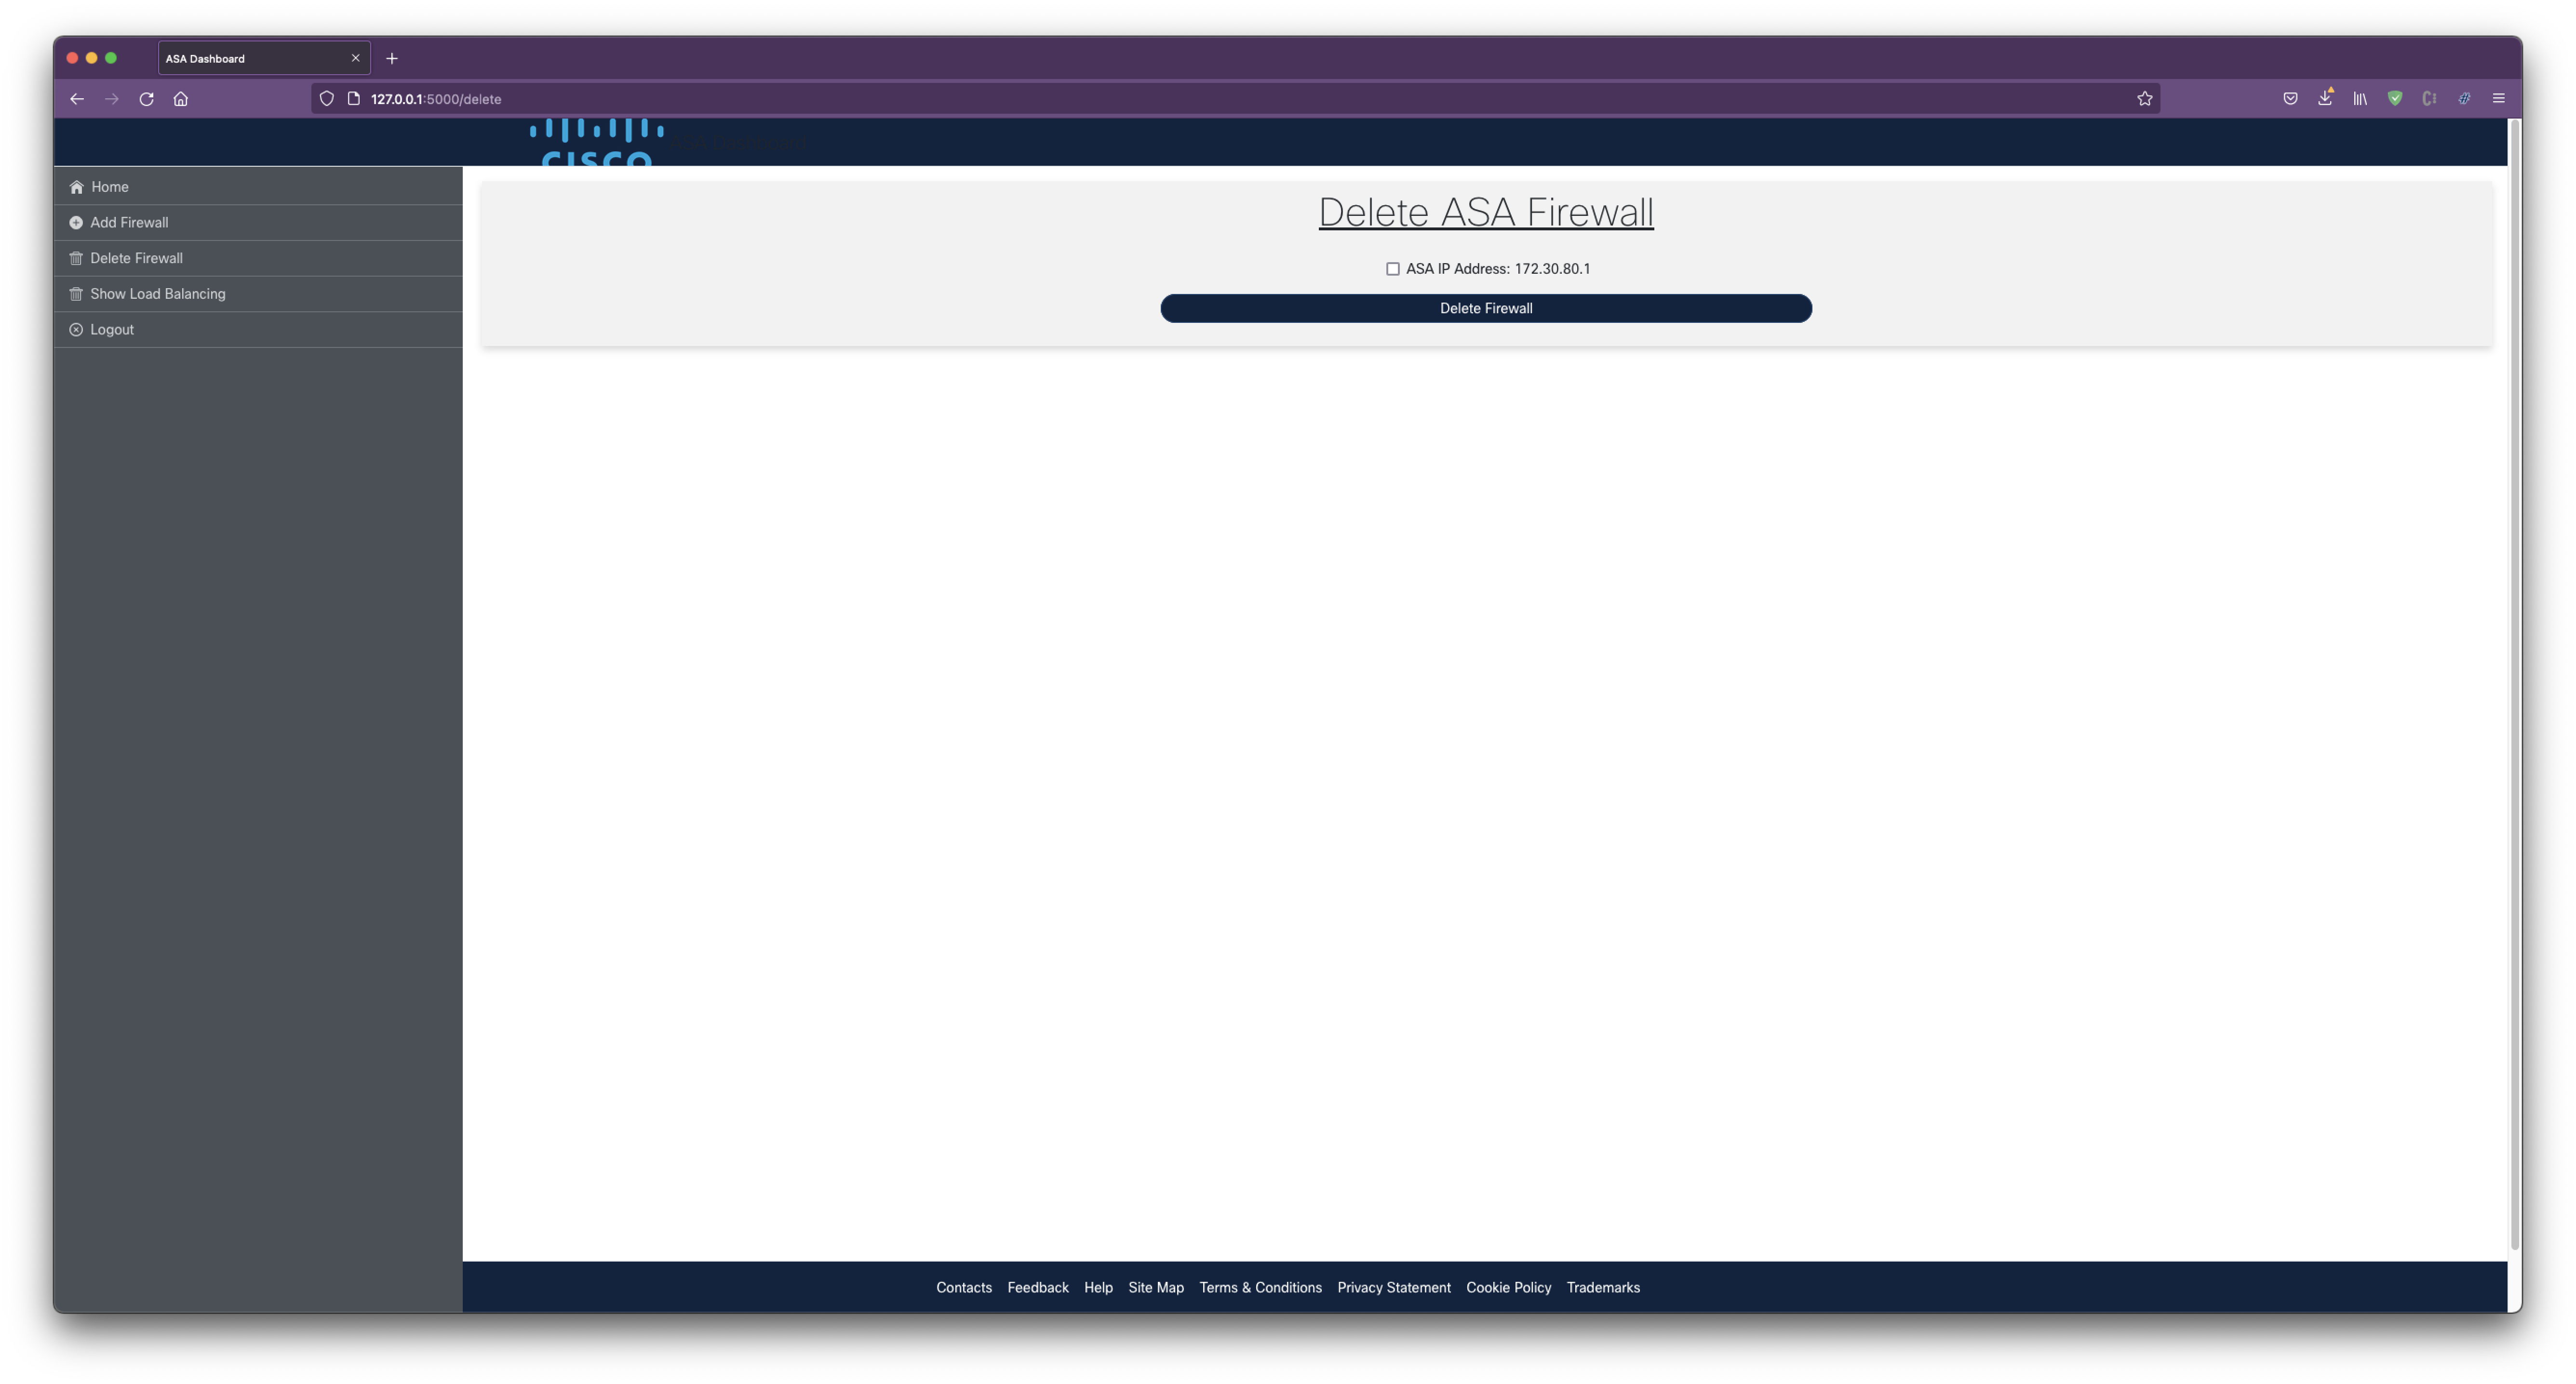 ASA Dashboard
127.0.0.1:5000/delete
CISCO
Home
Add Firewall
Delete Firewall
Show Load Balancing
Logout
Delete ASA Firewall
ASA IP Address: 172.30.80.1
Delete Firewall
Contacts Feedback Help Site Map Terms & Conditions Privacy Statement Cookie Policy Trademarks